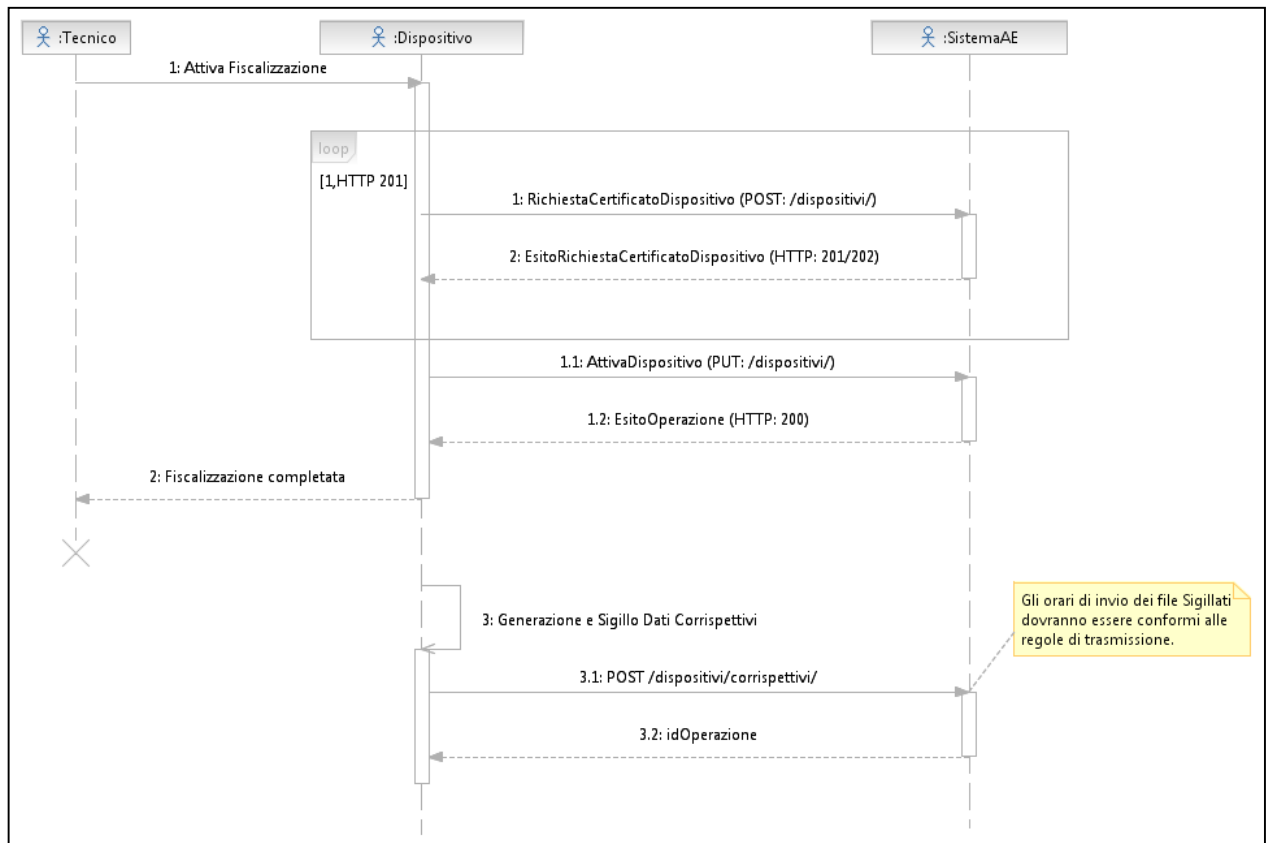 :Tecnico
:Dispositivo
:SistemaAE
1: Attiva Fiscalizzazione
loop
[1,HTTP 201]
1: RichiestaCertificatoDispositivo (POST: /dispositivi/)
2: EsitoRichiestaCertificatoDispositivo (HTTP: 201/202)
1.1: AttivaDispositivo (PUT: /dispositivi/)
1.2: EsitoOperazione (HTTP: 200)
2: Fiscalizzazione completata
Gli orari di invio dei file Sigillati
dovranno essere conformi alle
regole di trasmissione.
3: Generazione e Sigillo Dati Corrispettivi
3.1: POST /dispositivi/corrispettivi/
3.2: idOperazione